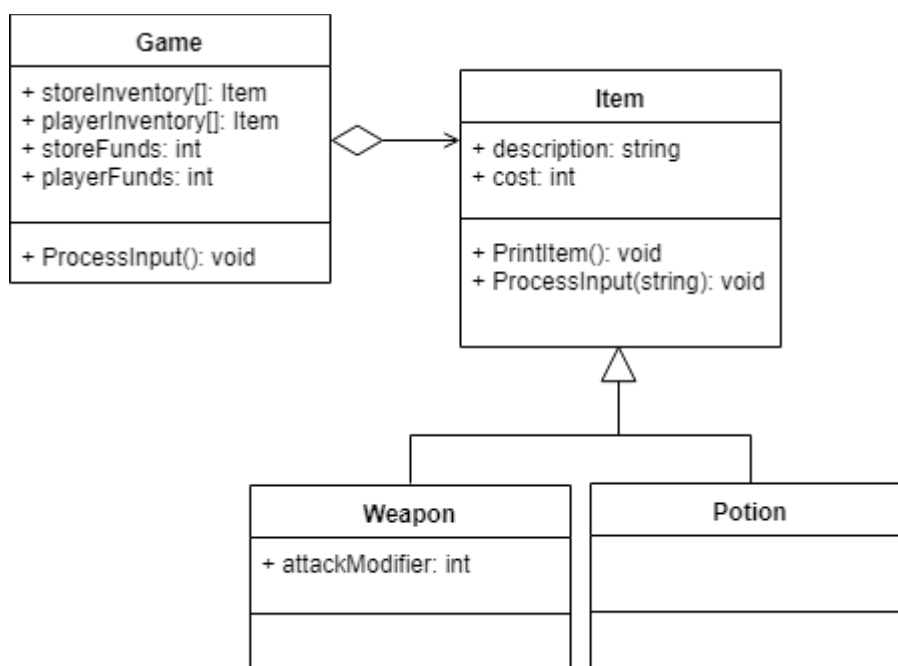 Game
+ storeInventory[]: Item
+ playerInventory[]: Item
+ storeFunds: int
+ playerFunds: int
+ ProcessInput(): void
Item
+ description: string
+ cost: int
+ PrintItem(): void
+ ProcessInput(string): void
Weapon
+ attackModifier: int
Potion